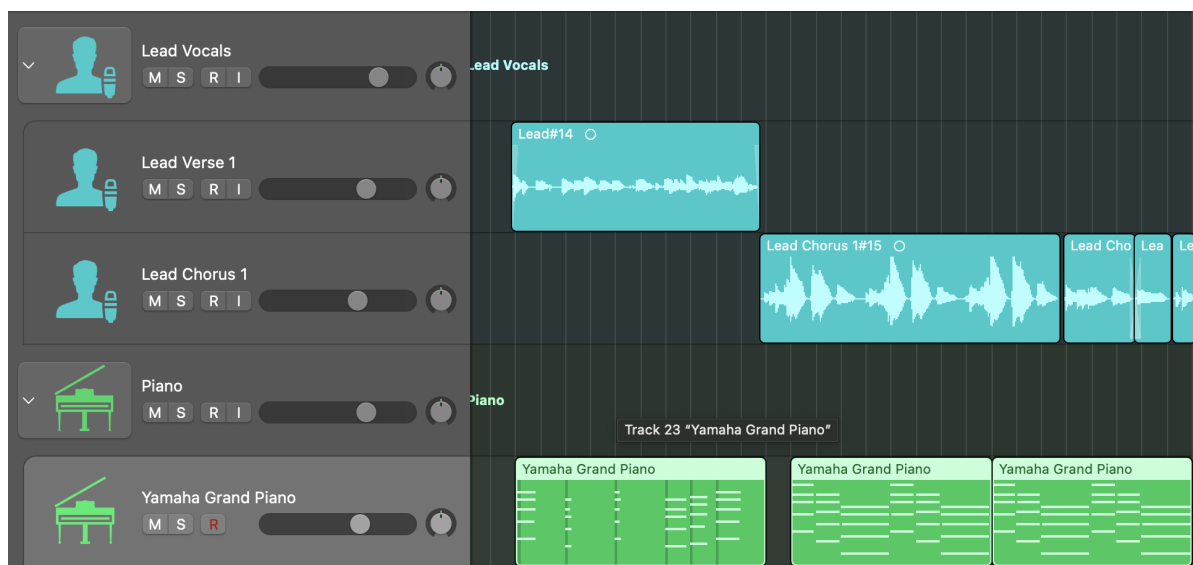 Lead Vocals
M S R I
Lead Vocals
Lead#14
Lead Verse 1
M S R I
Lead Chorus 1#15
Lead Cho
Lea
Le
Lead Chorus 1
M S R I
Piano
M S R I
Piano
Track 23 “Yamaha Grand Piano”
Yamaha Grand Piano
Yamaha Grand Piano
Yamaha Grand Piano
Yamaha Grand Piano
M S R